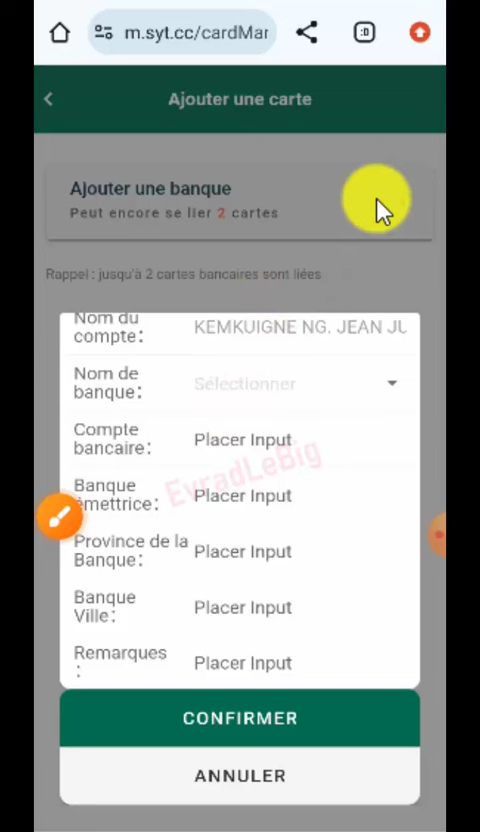 m.syt.cc/cardMar
:D
Ajouter une carte
Ajouter une banque
Peut encore se lier 2 cartes
Rappel : jusqu'à 2 cartes bancaires sont liées
Nom du compte:
KEMKUIGNE NG. JEAN JU
Nom de banque:
Sélectionner
Compte bancaire:
Placer Input
Banque émettrice:
Placer Input
Province de la Banque:
Placer Input
Banque Ville:
Placer Input
Remarques :
Placer Input
EvradLeBig
CONFIRMER
ANNULER